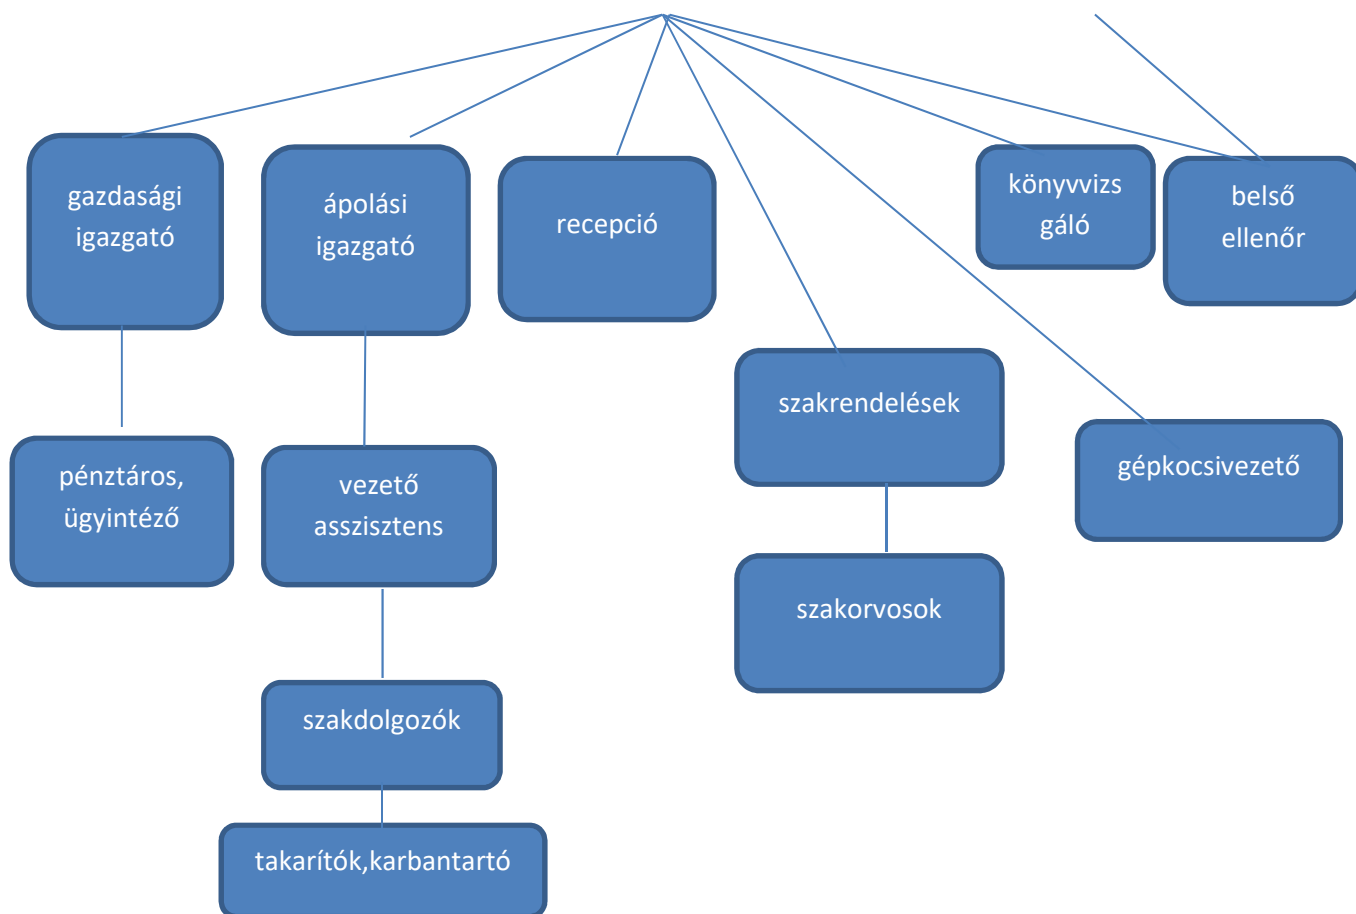 gazdasági
igazgató
ápolási
igazgató
recepció
könyvvizs
gáló
belső
ellenőr
szakrendelések
gépkocsivezető
pénztáros,
ügyintéző
vezető
asszisztens
szakorvosok
szakdolgozók
takarítók,karbantartó